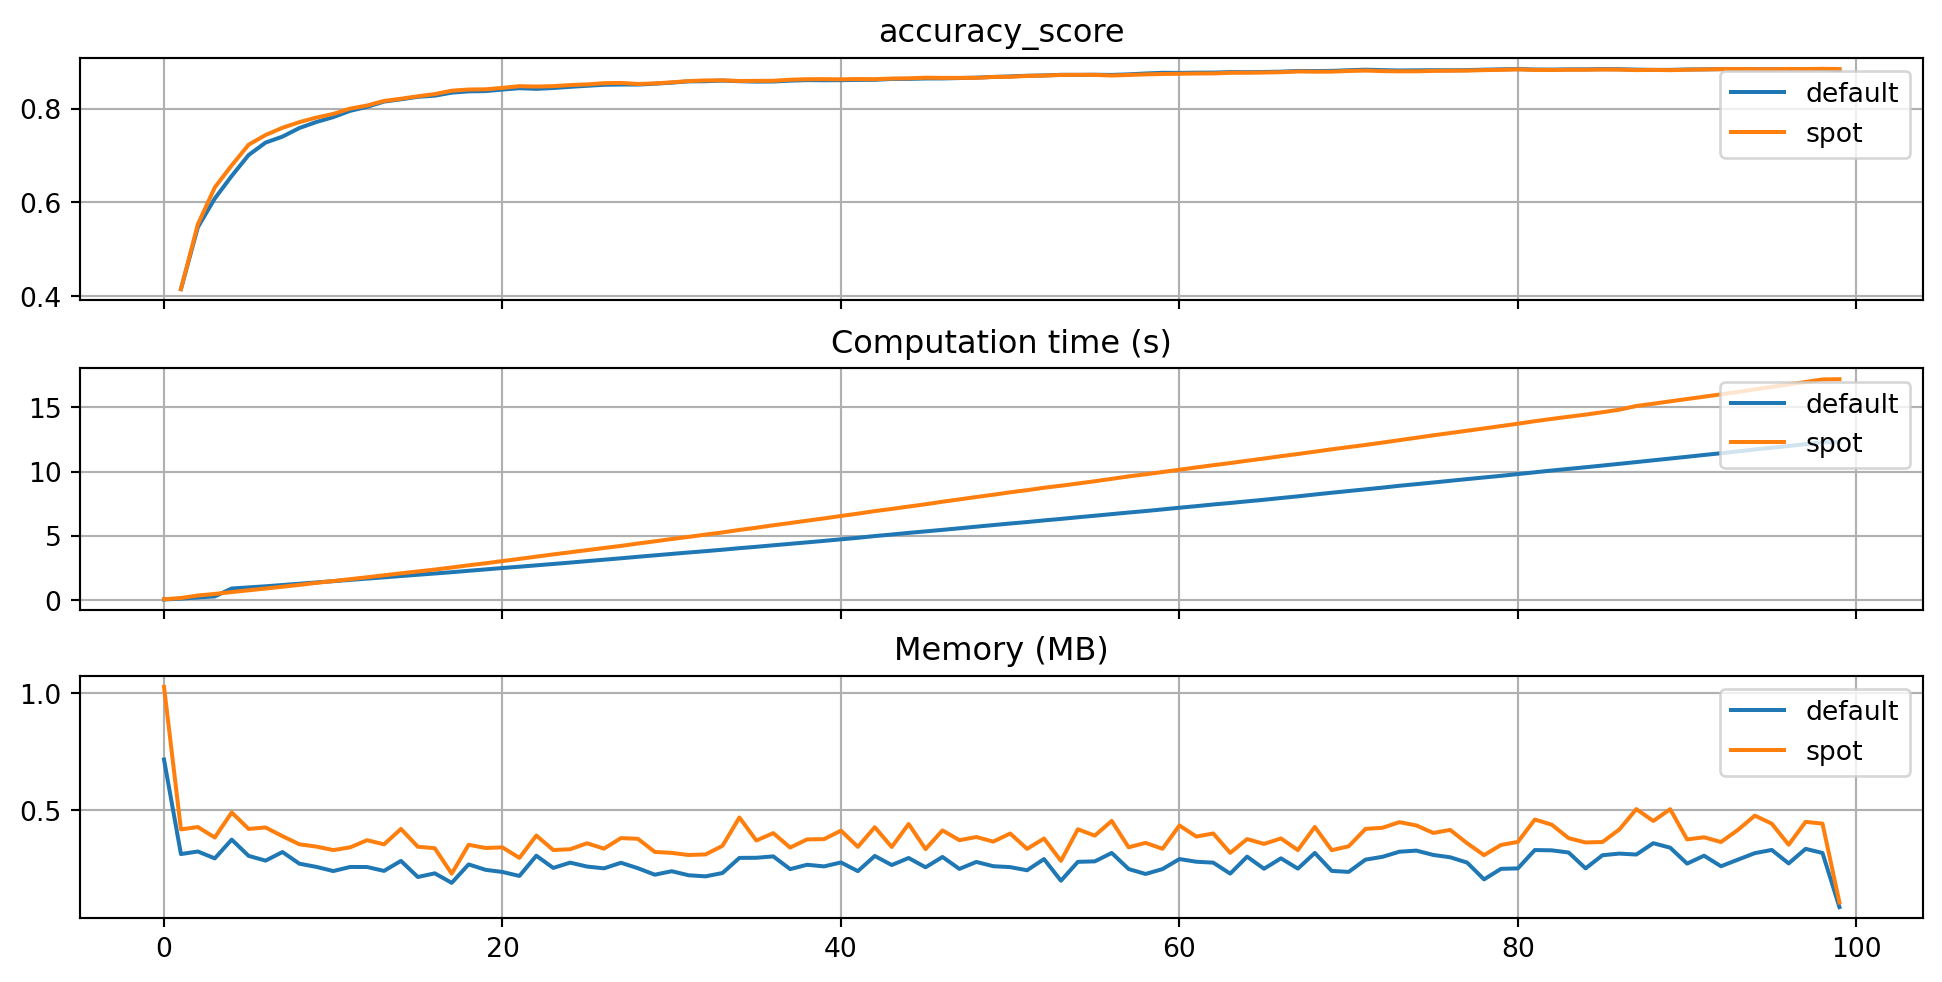 accuracy_score
0.8
0.6
0.4
default
spot
Computation time (s)
15
10
5
0
default
spot
Memory (MB)
1.0
0.5
default
spot
0 20 40 60 80 100